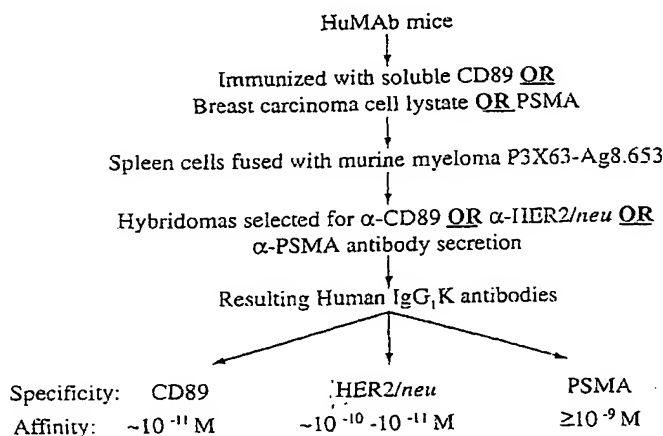 HuMAb mice
Immunized with soluble CD89 OR
Breast carcinoma cell lystate OR PSMA
Spleen cells fused with murine myeloma P3X63-Ag8.653
Hybridomas selected for α-CD89 OR α-HER2/neu OR
α-PSMA antibody secretion
Resulting Human IgG₁K antibodies
Specificity: CD89 HER2/neu PSMA
Affinity: ~10⁻¹¹ M ~10⁻¹⁰ -10⁻¹¹ M ≥10⁻⁹ M